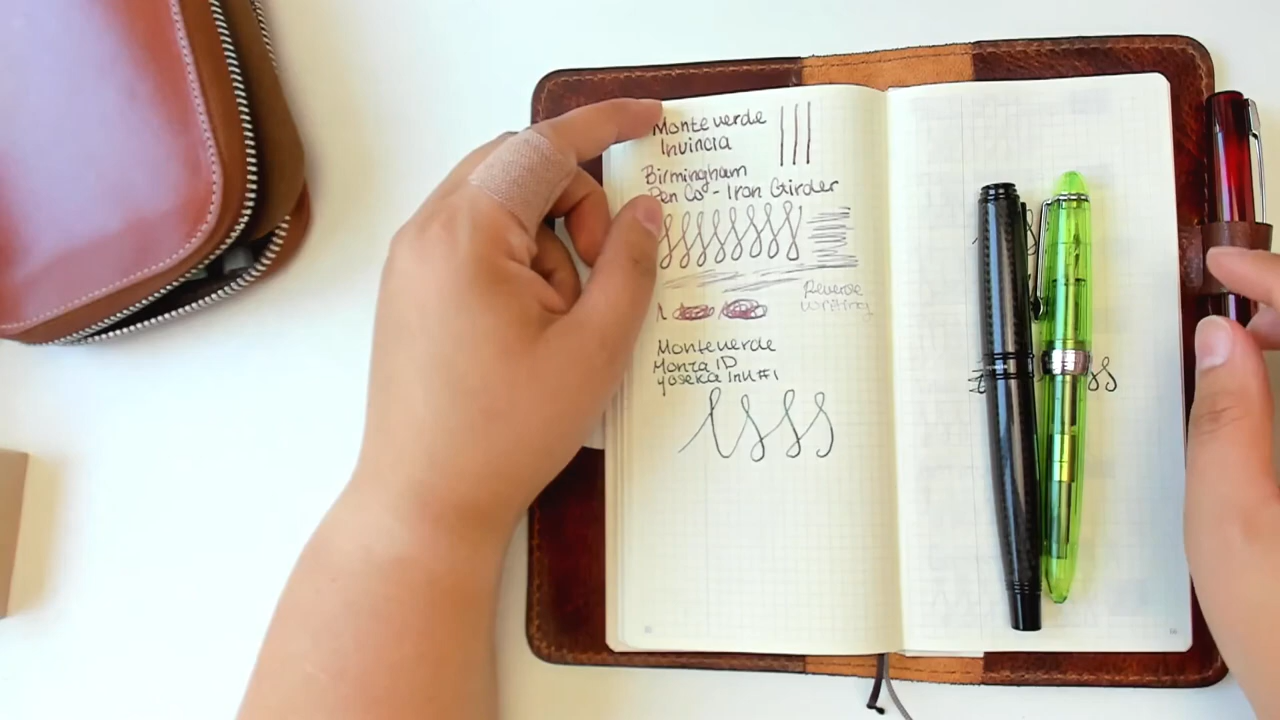 Monteverde
Invincia
Birmingham
Pen Co - Iron Girder
Reverse
writing
Monteverde
Monza ID
Yoseka Ink #1